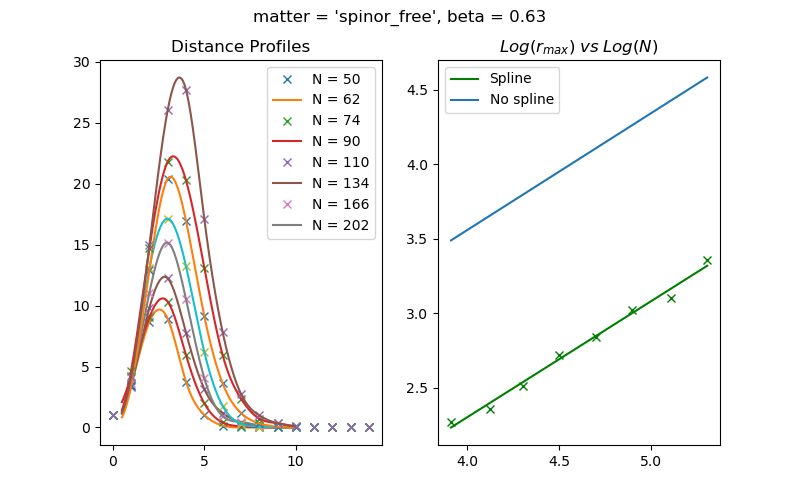 matter = 'spinor_free', beta = 0.63
Distance Profiles
30
25
20
15
10
5
0
0
5
10
N = 50
N = 62
N = 74
N = 90
N = 110
N = 134
N = 166
N = 202
Log(r_max) vs Log(N)
4.5
4.0
3.5
3.0
2.5
4.0
4.5
5.0
Spline
No spline